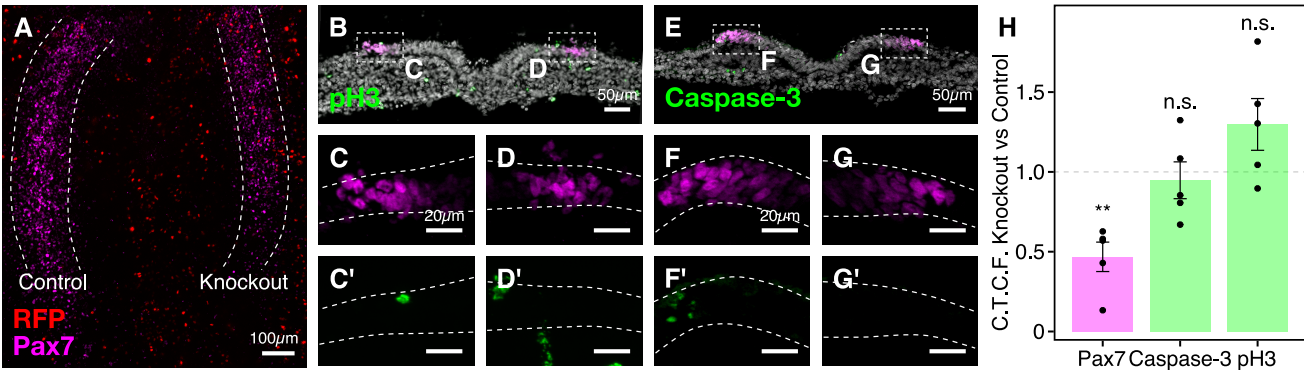 A
Control
Knockout
RFP
Pax7
100µm
B
C
D
pH3
50µm
E
F
G
Caspase-3
50µm
C
20µm
D
F
20µm
G
C'
D'
F'
G'
H
C.T.C.F. Knockout vs Control
1.5
1.0
0.5
0
**
n.s.
n.s.
Pax7 Caspase-3 pH3